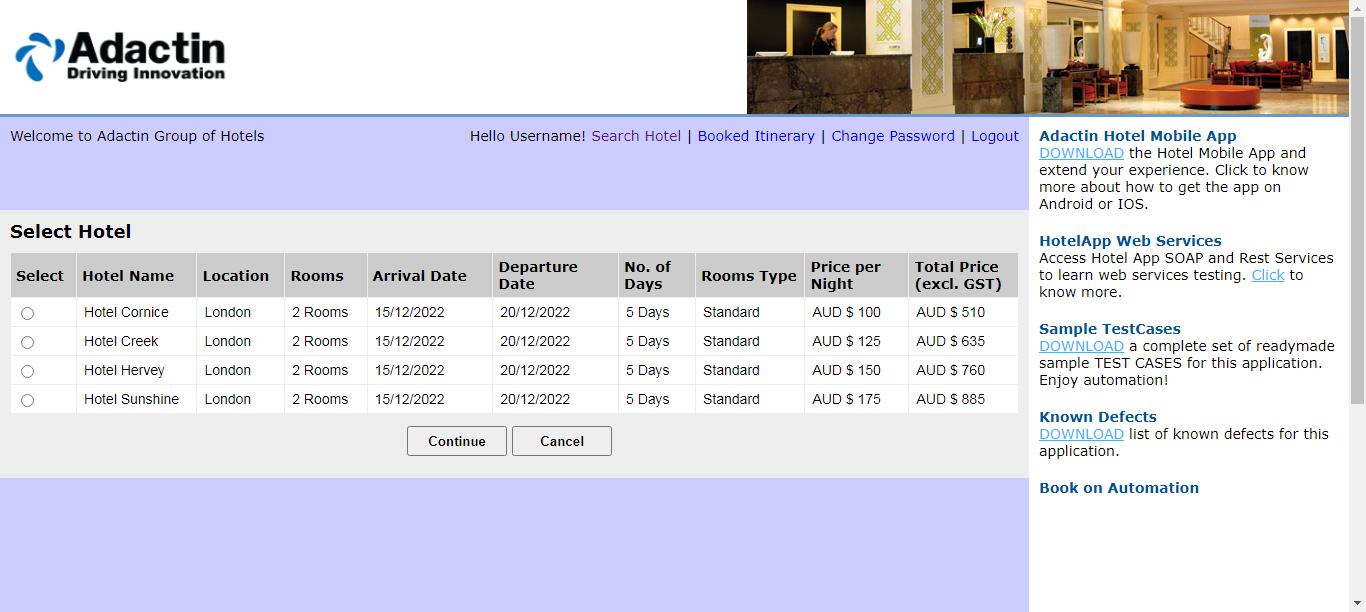 Adactin
Driving Innovation
Welcome to Adactin Group of Hotels
Hello Username! Search Hotel | Booked Itinerary | Change Password | Logout
Select Hotel
Select Hotel Name Location Rooms Arrival Date Departure Date No. of Days Rooms Type Price per Night Total Price (excl. GST)
Hotel Cornice London 2 Rooms 15/12/2022 20/12/2022 5 Days Standard AUD $ 100 AUD $ 510
Hotel Creek London 2 Rooms 15/12/2022 20/12/2022 5 Days Standard AUD $ 125 AUD $ 635
Hotel Hervey London 2 Rooms 15/12/2022 20/12/2022 5 Days Standard AUD $ 150 AUD $ 760
Hotel Sunshine London 2 Rooms 15/12/2022 20/12/2022 5 Days Standard AUD $ 175 AUD $ 885
Continue Cancel
Adactin Hotel Mobile App
DOWNLOAD the Hotel Mobile App and
extend your experience. Click to know
more about how to get the app on
Android or IOS.
HotelApp Web Services
Access Hotel App SOAP and Rest Services
to learn web services testing. Click to
know more.
Sample TestCases
DOWNLOAD a complete set of readymade
sample TEST CASES for this application.
Enjoy automation!
Known Defects
DOWNLOAD list of known defects for this
application.
Book on Automation